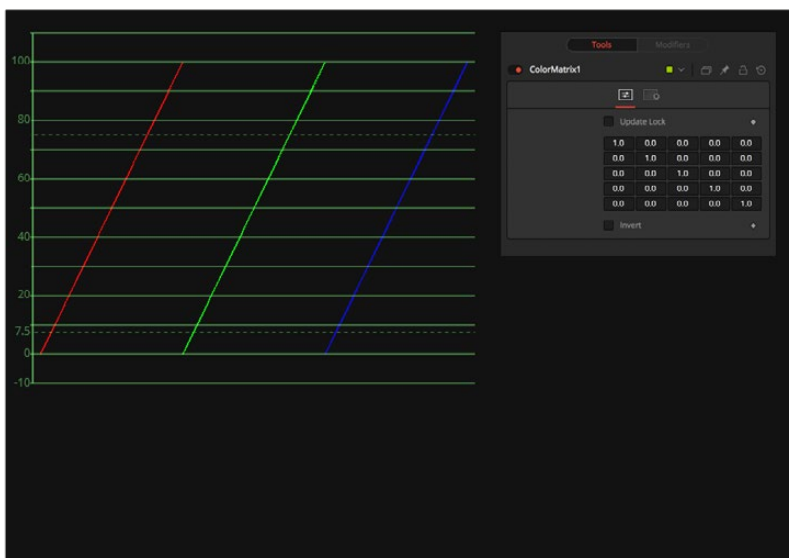 100
80
60
40
20
7.5
0
-10
Tools Modifiers
ColorMatrix1
Update Lock
1.0 0.0 0.0 0.0 0.0
0.0 1.0 0.0 0.0 0.0
0.0 0.0 1.0 0.0 0.0
0.0 0.0 0.0 1.0 0.0
0.0 0.0 0.0 0.0 1.0
Invert